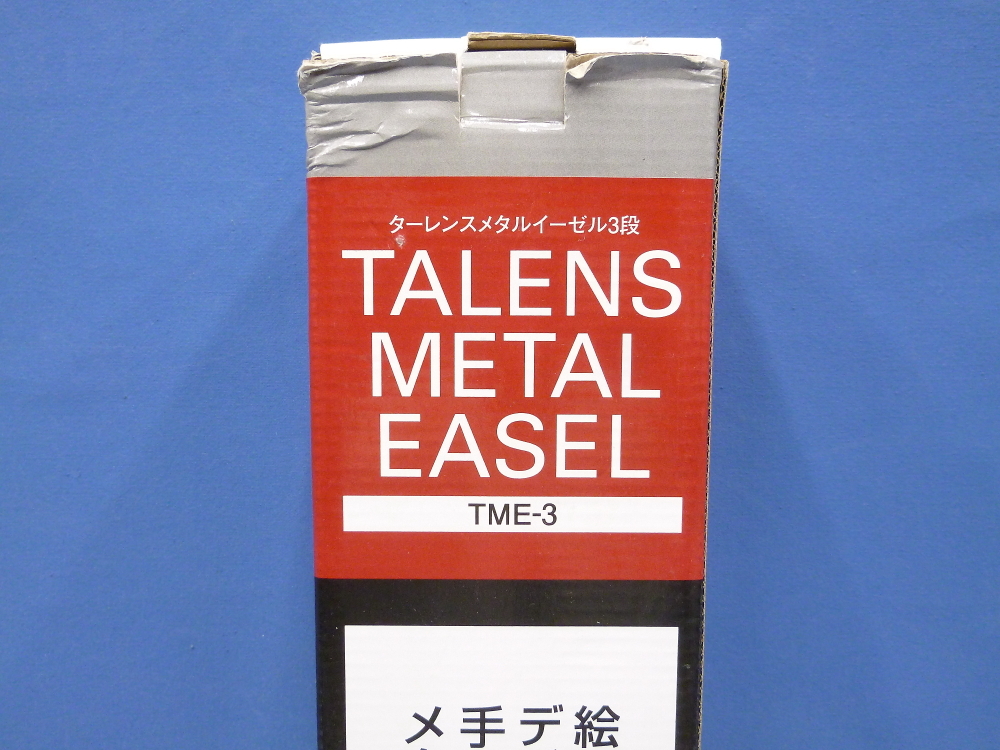 ターレンスメタルイーゼル3段
TALENS
METAL
EASEL
TME-3
絵
デ
手
メ